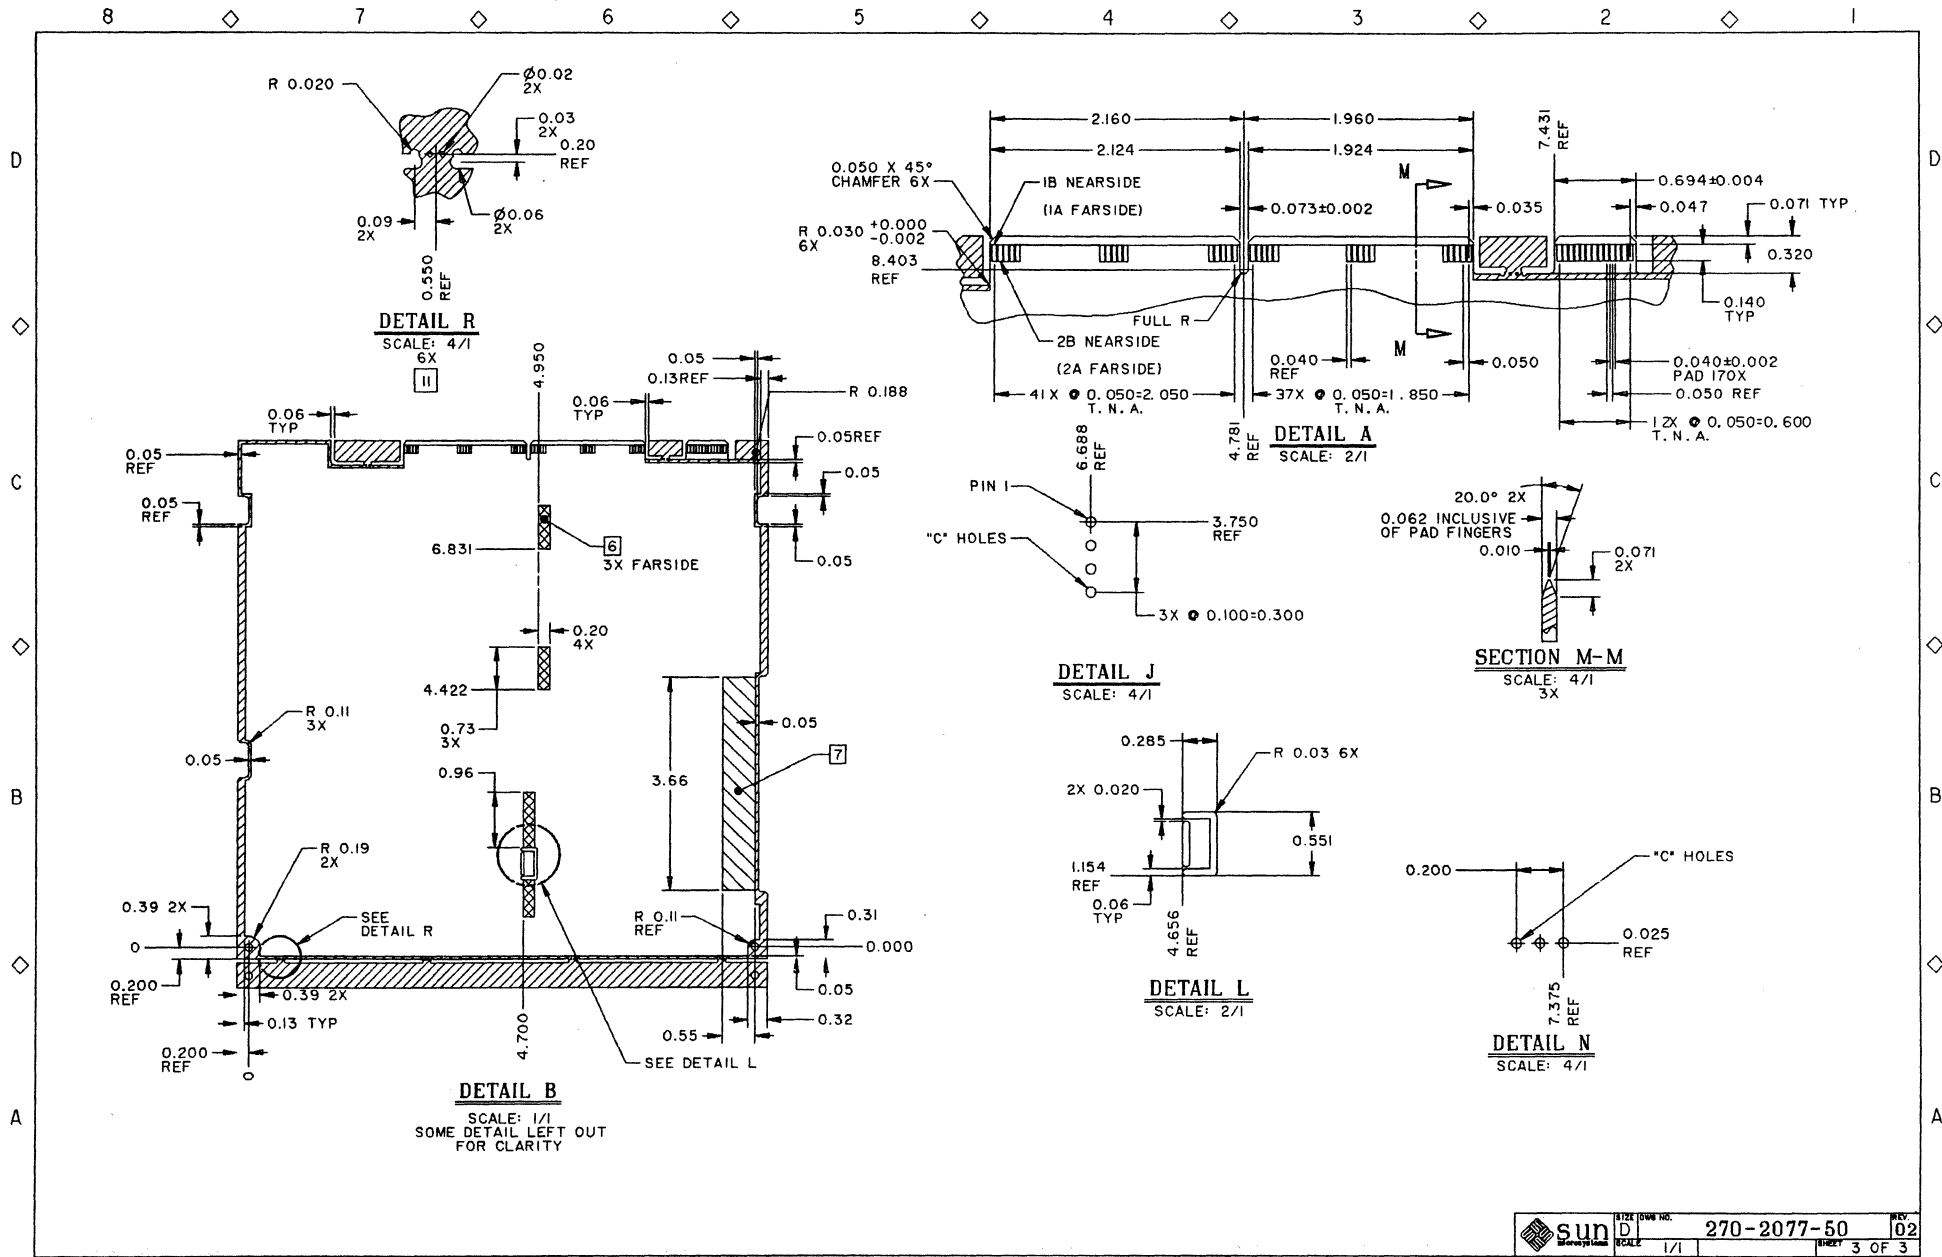 8 7 6 5 4 3 2 1
D
D
C
C
B
B
A
A
R 0.020
Ø0.02
2X
0.03
2X
0.20
REF
0.09
2X
Ø0.06
2X
0.550
REF
DETAIL R
SCALE: 4/1
6X
11
2.160
1.960
2.124
1.924
7.431
REF
0.050 X 45°
CHAMFER 6X
1B NEARSIDE
(1A FARSIDE)
M
0.694±0.004
0.073±0.002
0.035
0.047
0.071 TYP
R 0.030 +0.000
-0.002
6X
8.403
REF
0.320
0.140
TYP
FULL R
2B NEARSIDE
(2A FARSIDE)
M
0.040
REF
0.050
0.040±0.002
PAD 170X
0.050 REF
41X @ 0.050=2.050
T.N.A.
37X @ 0.050=1.850
T.N.A.
12X @ 0.050=0.600
T.N.A.
4.781
REF
DETAIL A
SCALE: 2/1
4.950
0.05
0.13REF
R 0.188
0.06
TYP
0.06
TYP
0.05REF
0.05
REF
0.05
0.05
REF
0.05
6.831
6
3X FARSIDE
0.20
4X
4.422
0.73
3X
R 0.11
3X
0.05
0.05
7
0.96
3.66
R 0.19
2X
0.39 2X
SEE
DETAIL R
R 0.11
REF
0.31
0
0.000
0.200
REF
0.39 2X
0.05
0.13 TYP
0.32
0.55
0.200
REF
0
4.700
SEE DETAIL L
DETAIL B
SCALE: 1/1
SOME DETAIL LEFT OUT
FOR CLARITY
6.688
REF
PIN 1
3.750
REF
"C" HOLES
3X @ 0.100=0.300
DETAIL J
SCALE: 4/1
20.0° 2X
0.062 INCLUSIVE
OF PAD FINGERS
0.010
0.071
2X
SECTION M-M
SCALE: 4/1
3X
0.285
R 0.03 6X
2X 0.020
0.551
1.154
REF
0.06
TYP
4.656
REF
DETAIL L
SCALE: 2/1
0.200
"C" HOLES
0.025
REF
7.375
REF
DETAIL N
SCALE: 4/1
sun
microsystems
SIZE D
DWG NO. 270-2077-50
REV. 02
SCALE 1/1
SHEET 3 OF 3